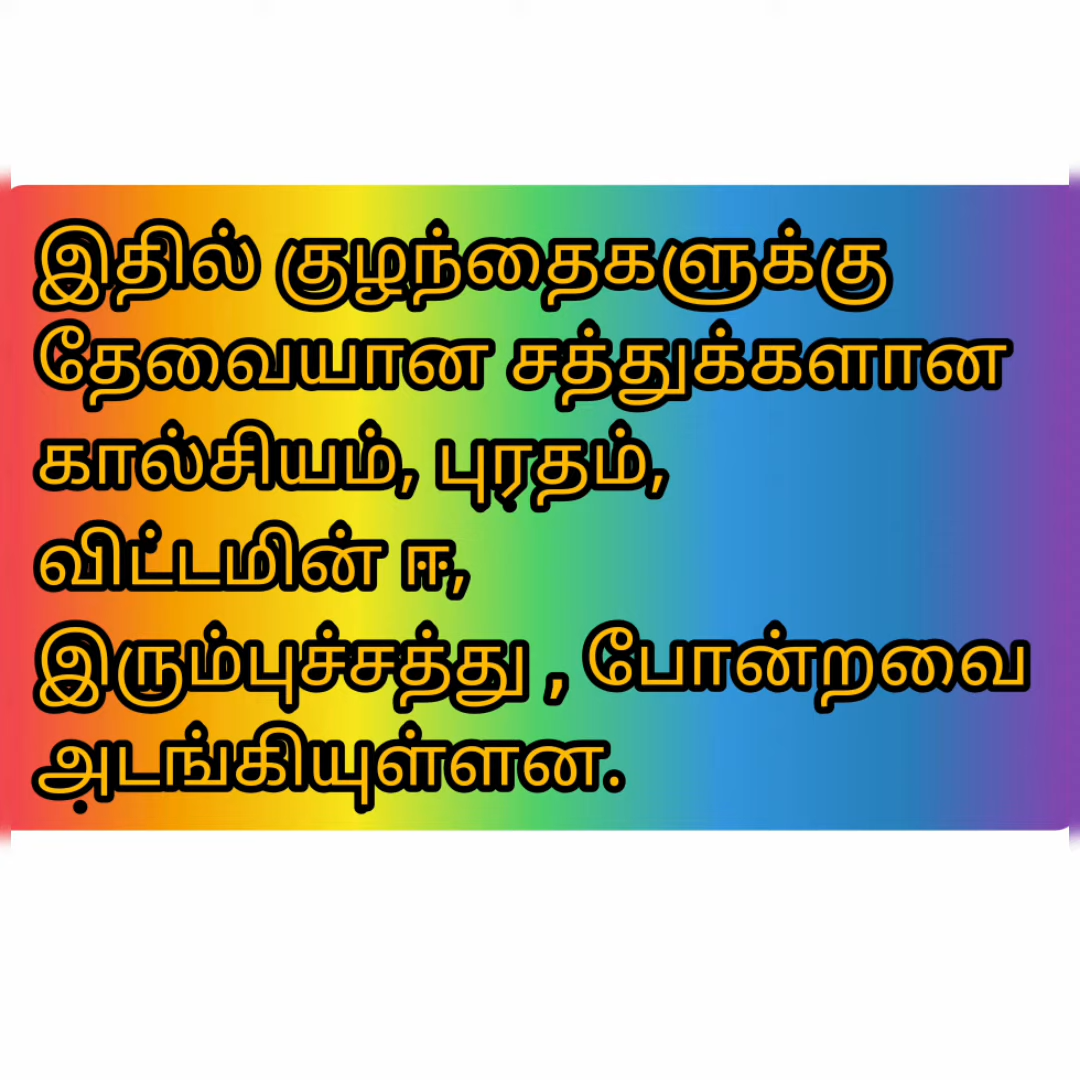 இதில் குழந்தைகளுக்கு
தேவையான சத்துக்களான
கால்சியம், புரதம்,
விட்டமின் ஈ,
இரும்புச்சத்து , போன்றவை
அடங்கியுள்ளன.